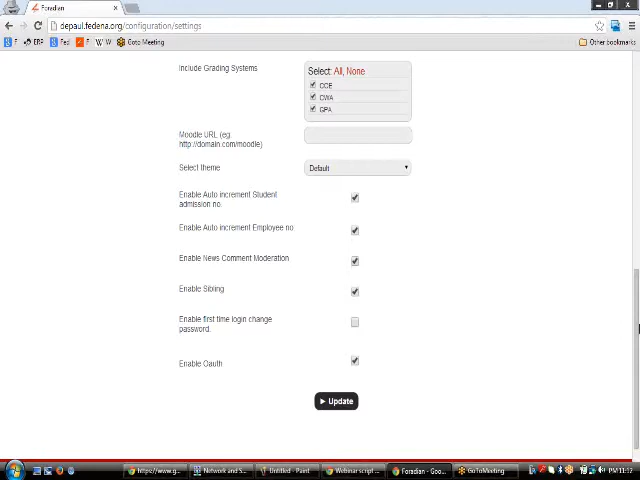 Foradian
depaul.fedena.org/configuration/settings
ERP
Fed
F
W
Goto Meeting
Other bookmarks
Include Grading Systems
Select: All, None
CCE
CWA
GPA
Moodle URL (eg.
http://domain.com/moodle)
Select theme
Default
Enable Auto increment Student
admission no.
Enable Auto increment Employee no
Enable News Comment Moderation
Enable Sibling
Enable first time login change
password.
Enable Oauth
Update
https://www.g...
Network and S...
Untitled - Paint
Webinar script ...
Foradian - Goo...
GoToMeeting